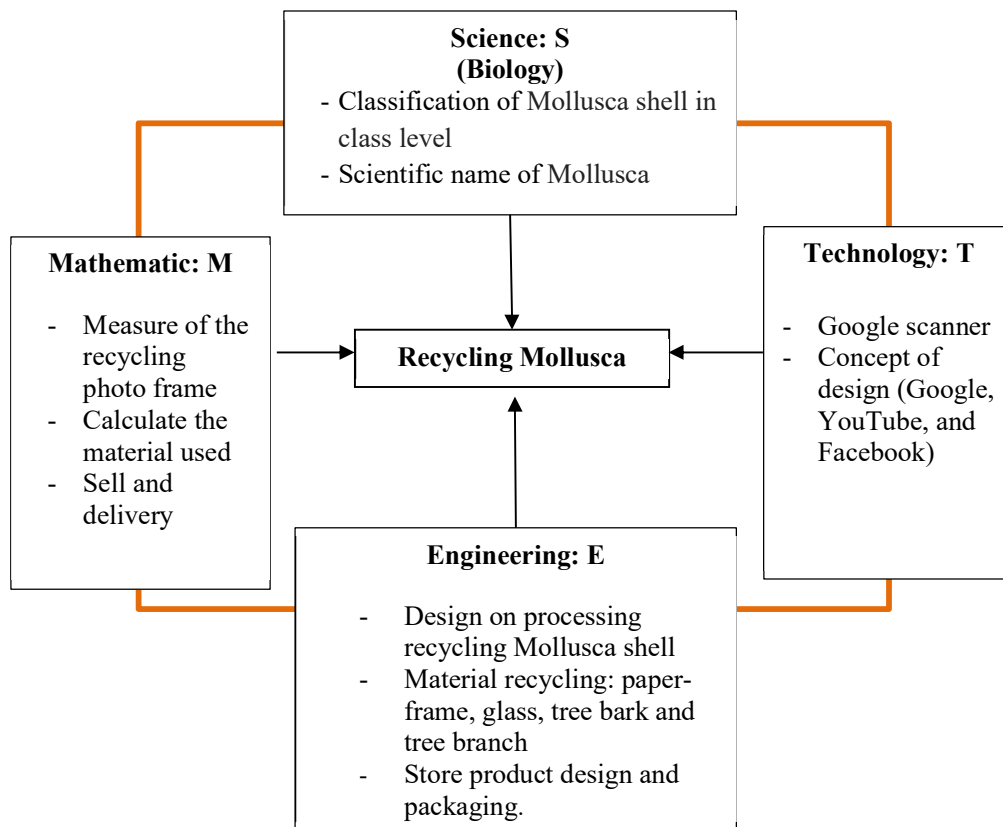 Science: S
(Biology)
- Classification of Mollusca shell in
class level
- Scientific name of Mollusca
Mathematic: M
- Measure of the
recycling
photo frame
- Calculate the
material used
- Sell and
delivery
Recycling Mollusca
Technology: T
- Google scanner
- Concept of
design (Google,
YouTube, and
Facebook)
Engineering: E
- Design on processing
recycling Mollusca shell
- Material recycling: paper-
frame, glass, tree bark and
tree branch
- Store product design and
packaging.